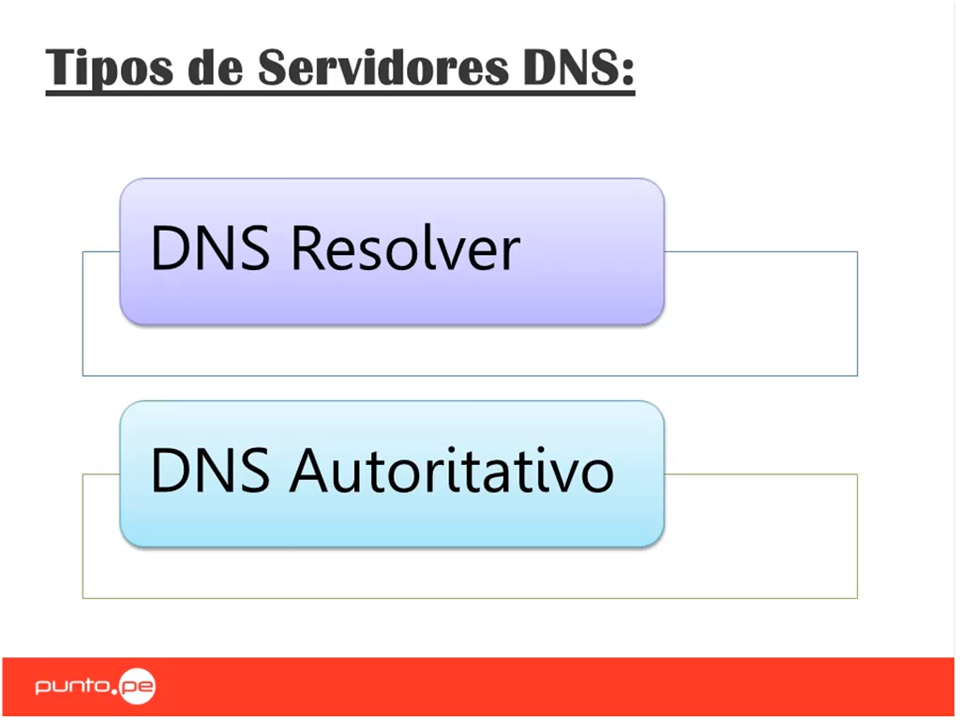 Tipos de Servidores DNS:
DNS Resolver
DNS Autoritativo
punto.pe